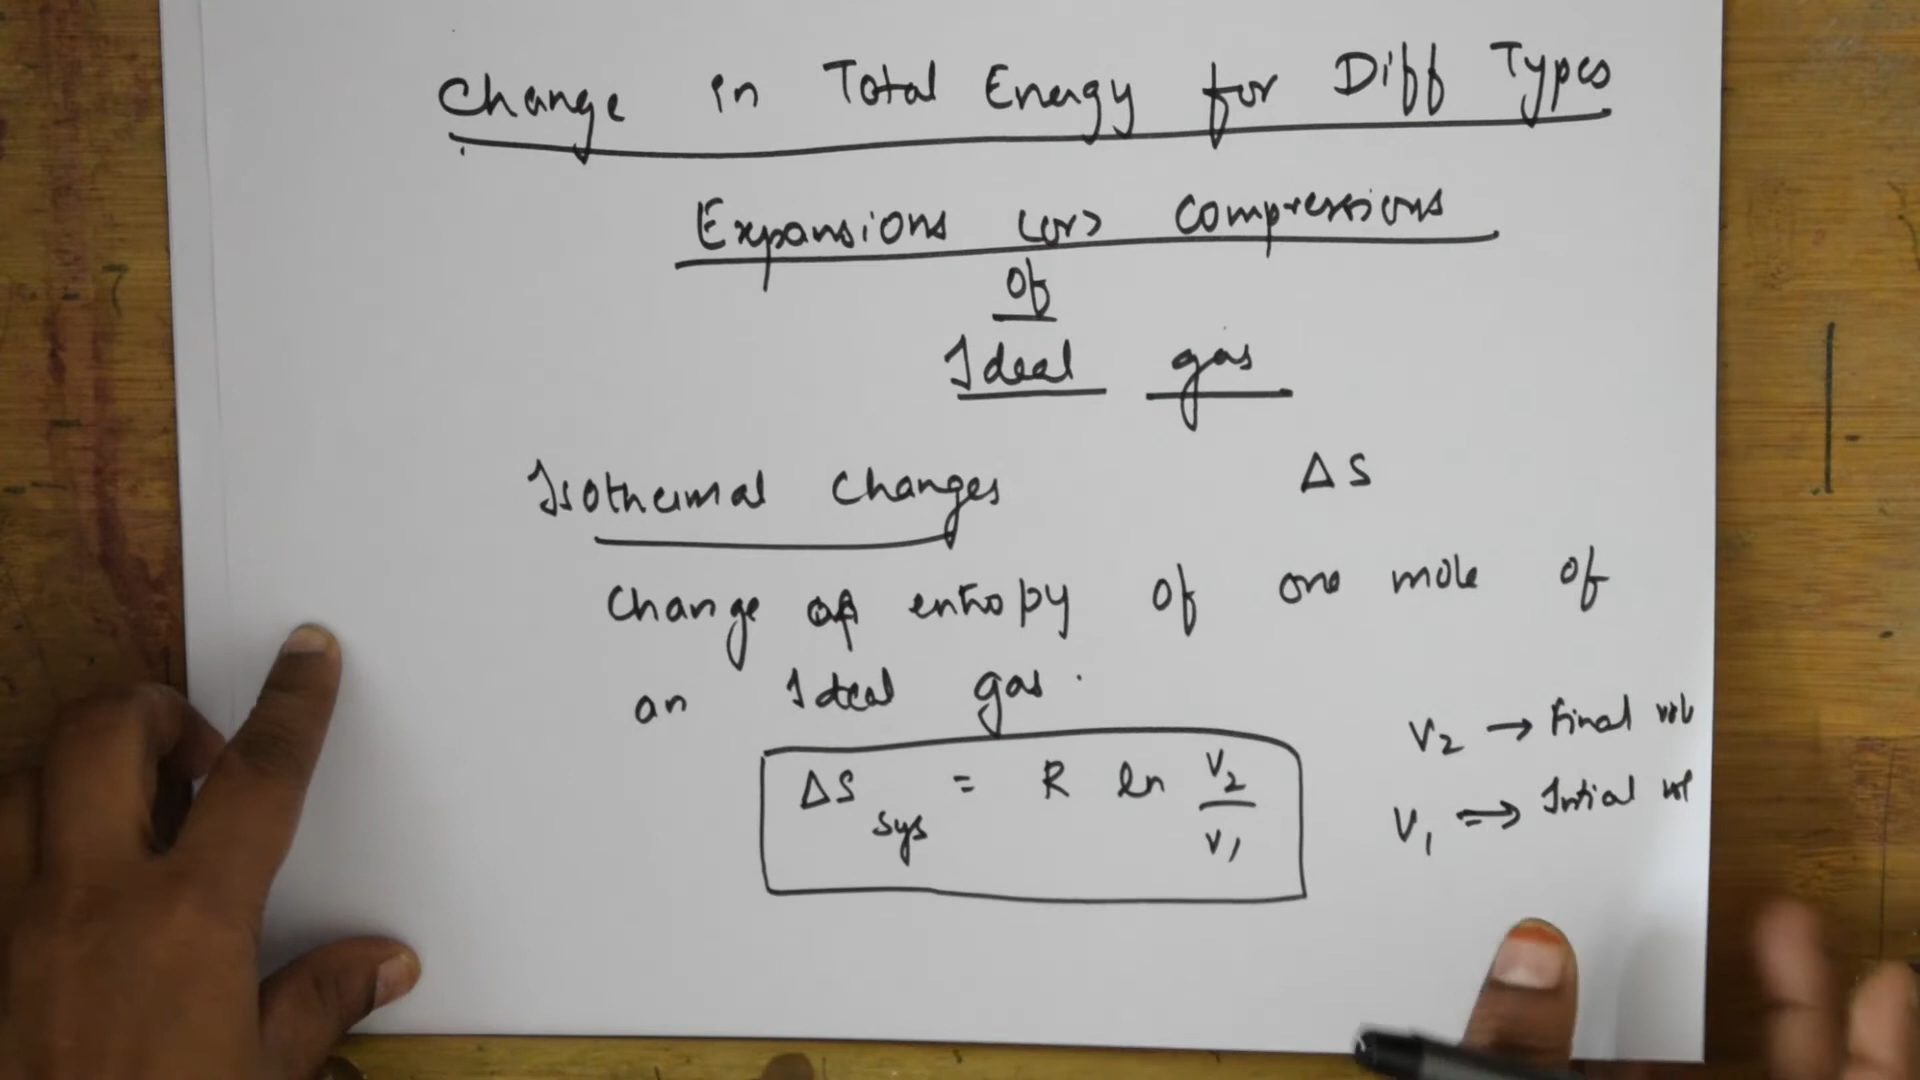 Change in Total Energy for Diff Types
Expansions (or) Compressions
of
Ideal gas
Isothermal Changes
ΔS
Change of entropy of one mole of
an Ideal gas.
V₂ → Final vol
V₁ ⇒ Intial vol
ΔS sys = R ln V₂/V₁